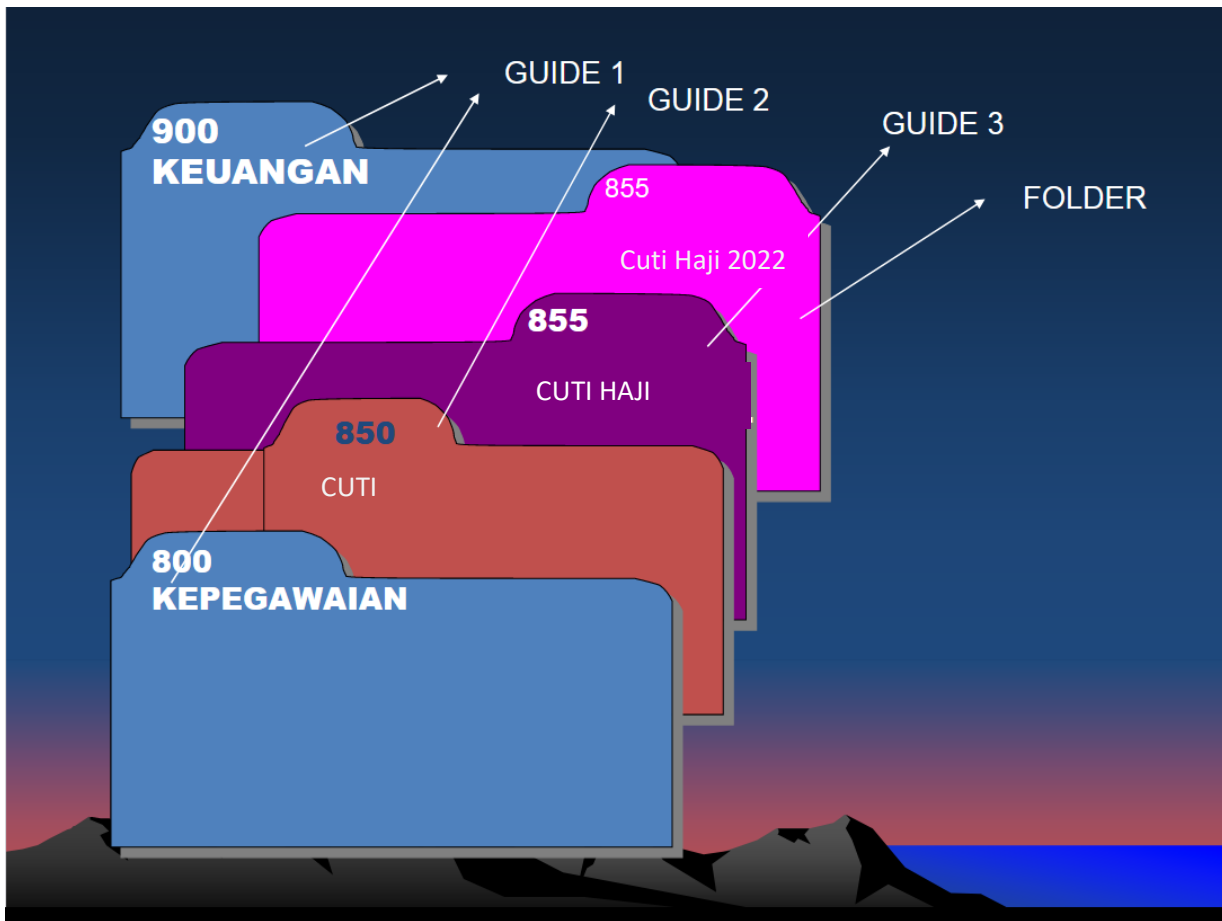 GUIDE 1
GUIDE 2
GUIDE 3
FOLDER
900
KEUANGAN
855
Cuti Haji 2022
855
CUTI HAJI
850
CUTI
800
KEPEGAWAIAN